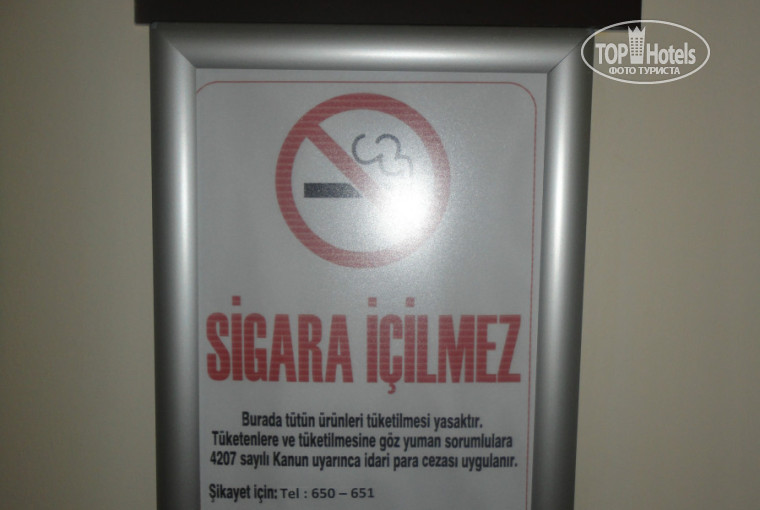 TOP Hotels
ФОТО ТУРИСТА
SİGARA İÇİLMEZ
Burada tütün ürünleri tüketilmesi yasaktır.
Tüketenlere ve tüketilmesine göz yuman sorumlulara
4207 sayılı Kanun uyarınca idari para cezası uygulanır.
Şikayet için: Tel : 650 – 651